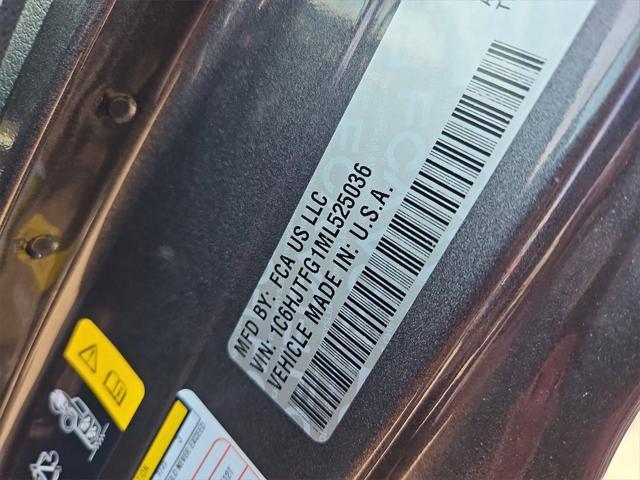 MFD BY: FCA US LLC
VIN: 1C6HJTFG1ML525036
VEHICLE MADE IN: U.S.A.